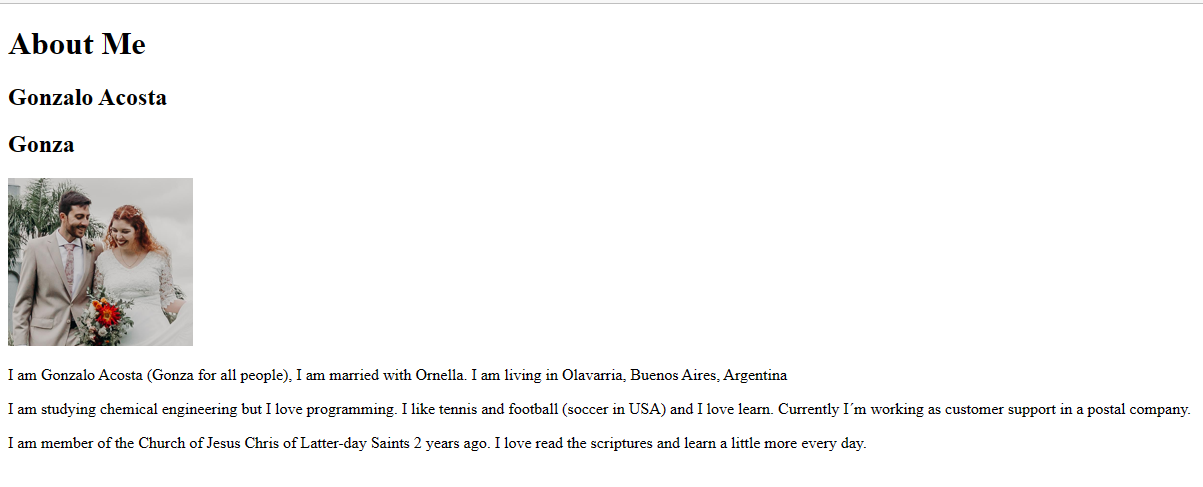 About Me
Gonzalo Acosta
Gonza
I am Gonzalo Acosta (Gonza for all people), I am married with Ornella. I am living in Olavarria, Buenos Aires, Argentina
I am studying chemical engineering but I love programming. I like tennis and football (soccer in USA) and I love learn. Currently I´m working as customer support in a postal company.
I am member of the Church of Jesus Chris of Latter-day Saints 2 years ago. I love read the scriptures and learn a little more every day.